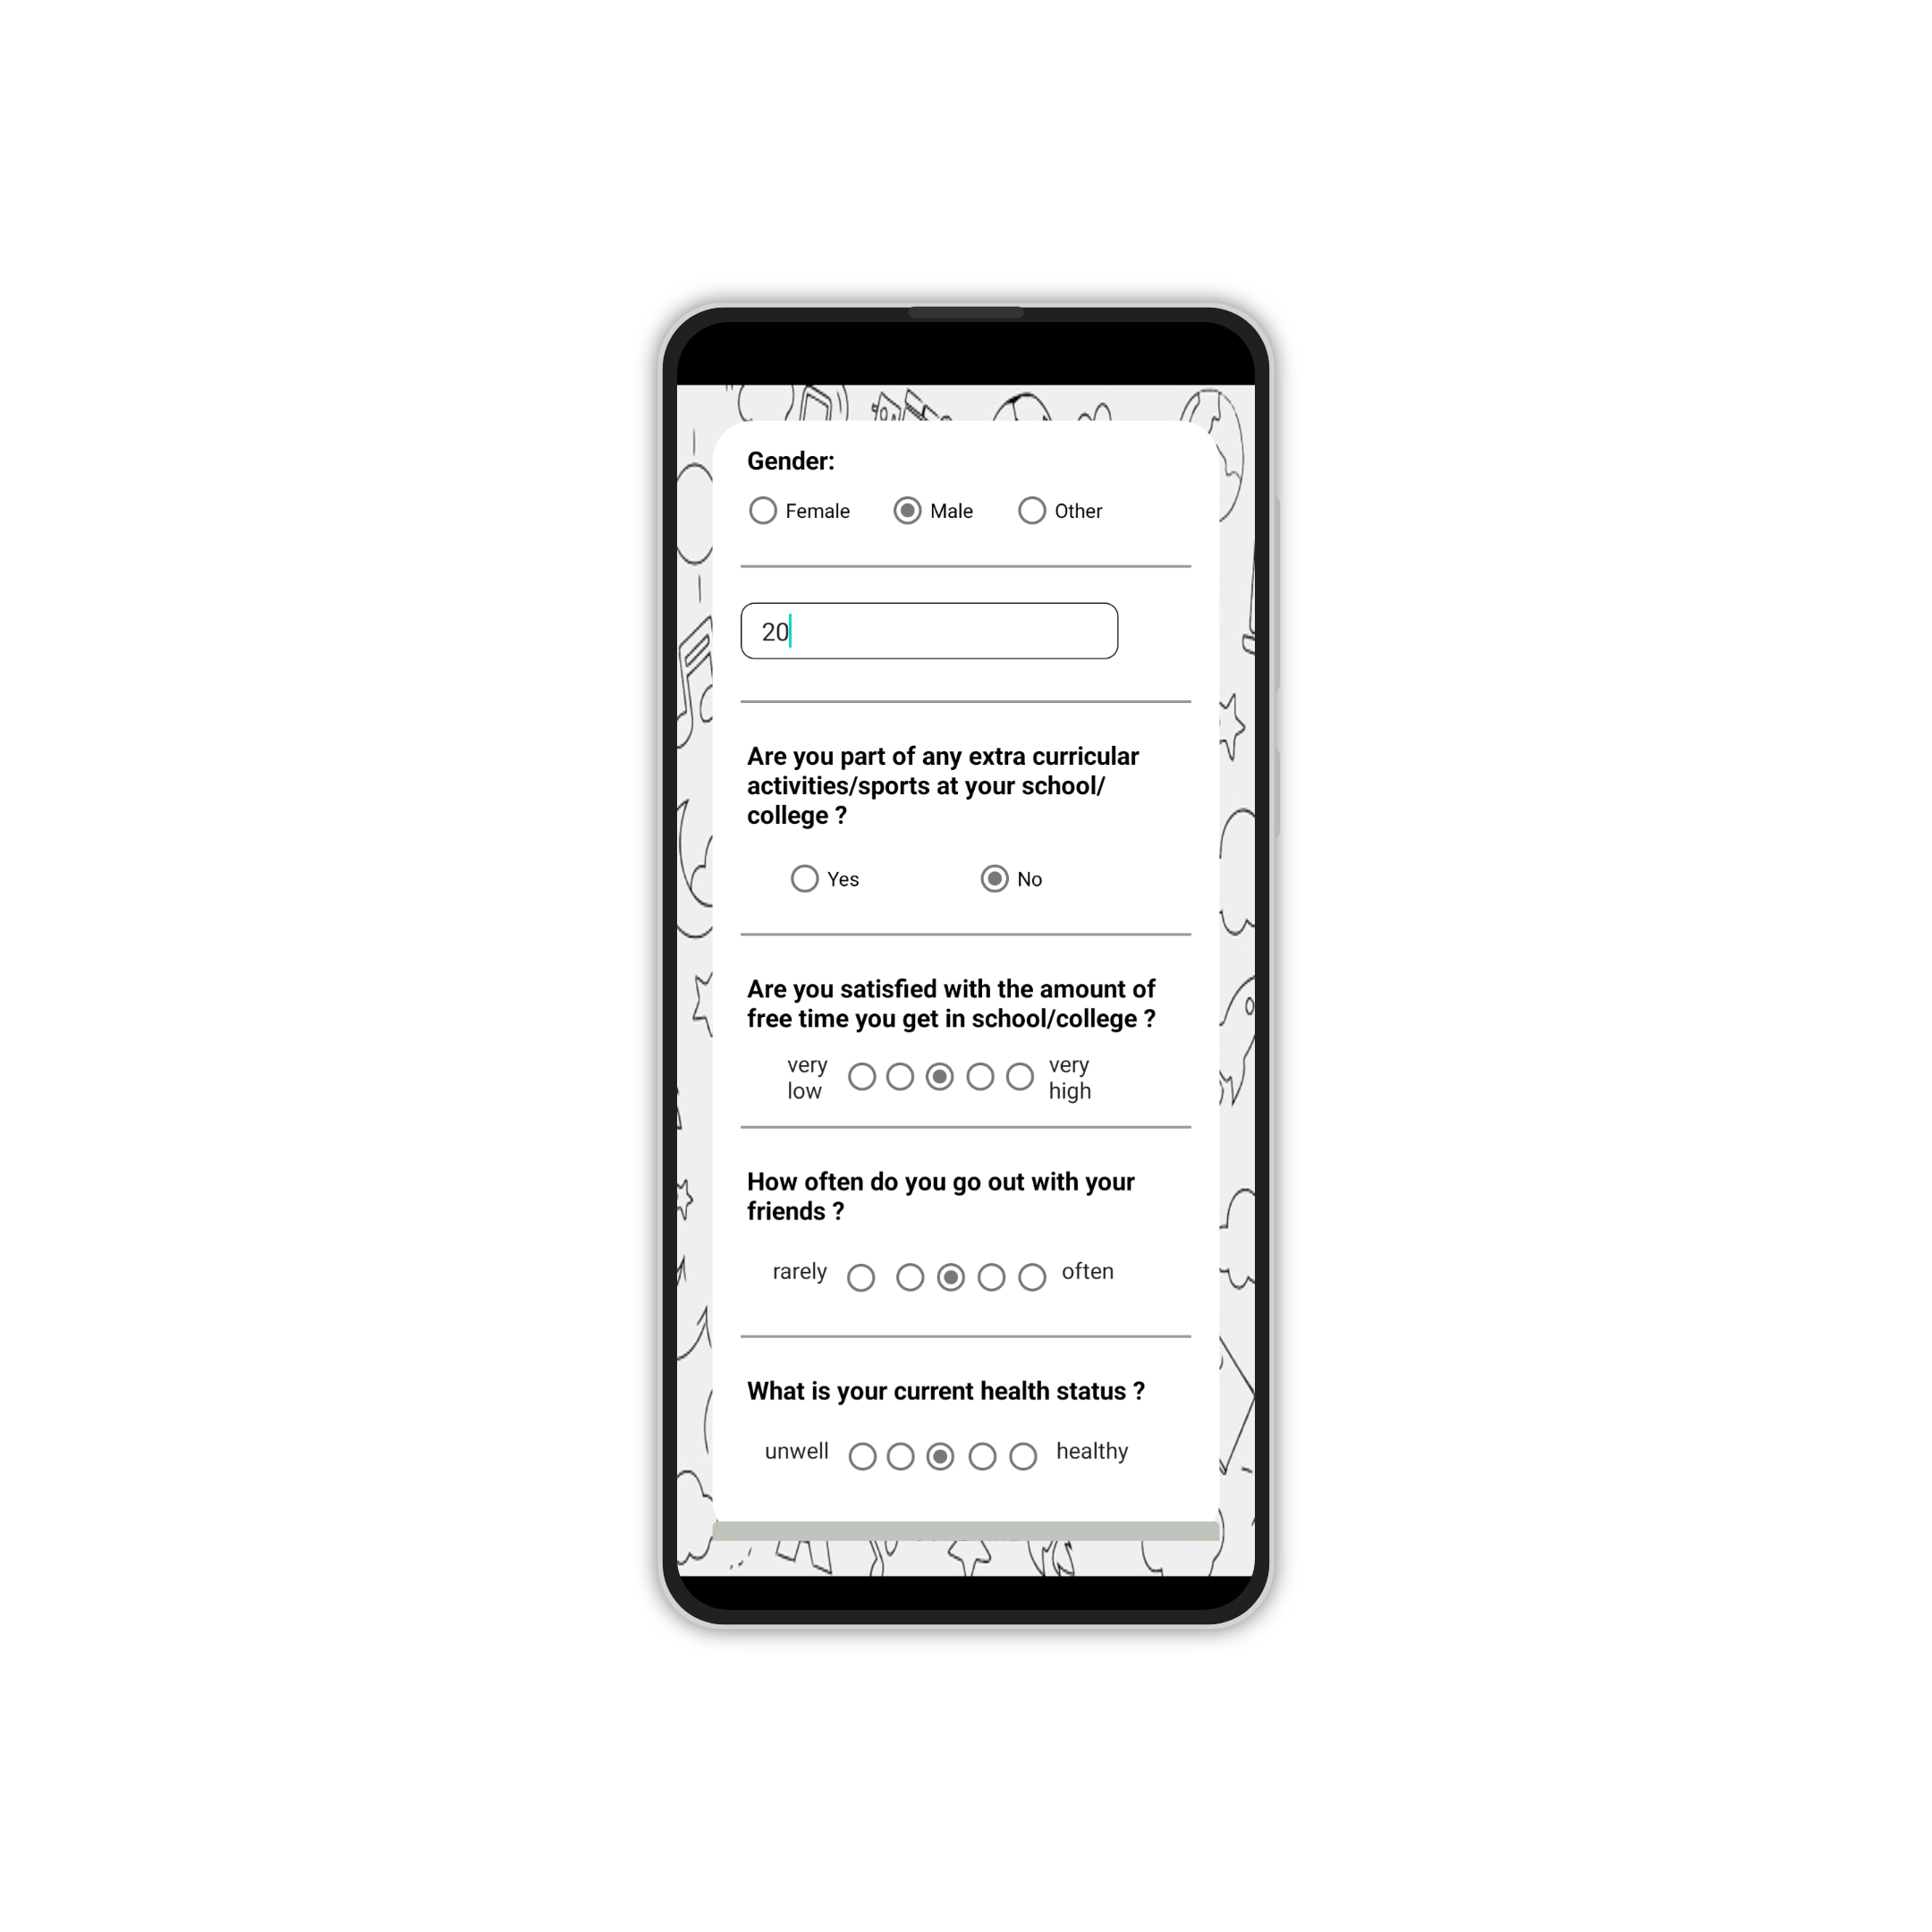 Gender:
Female Male Other
20
Are you part of any extra curricular
activities/sports at your school/
college ?
Yes No
Are you satisfied with the amount of
free time you get in school/college ?
very
low
very
high
How often do you go out with your
friends ?
rarely often
What is your current health status ?
unwell healthy